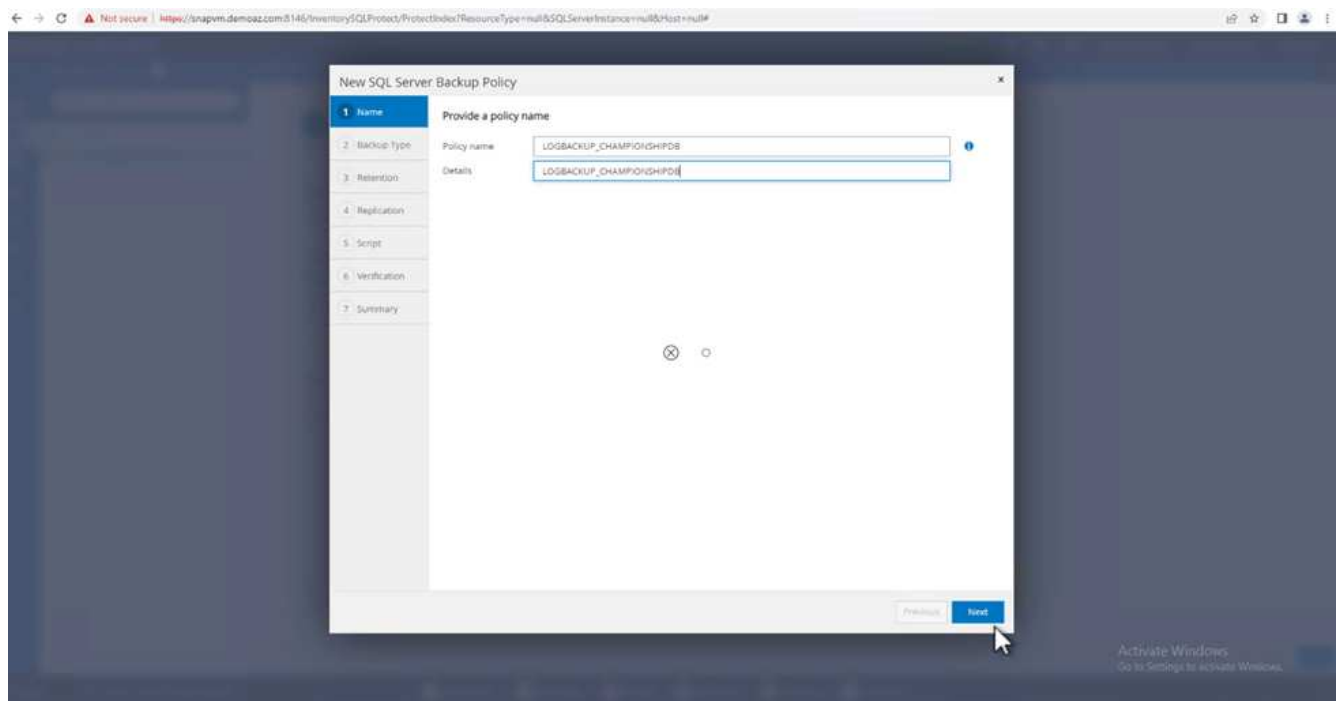 Not secure | https://snapvm.demoaz.com:8146/InventorySQLProtect/ProtectIndex?ResourceType=null&SQLServerInstance=null&Host=null#
New SQL Server Backup Policy
1 Name
2 Backup Type
3 Retention
4 Replication
5 Script
6 Verification
7 Summary
Provide a policy name
Policy name LOGBACKUP_CHAMPIONSHIPDB
Details LOGBACKUP_CHAMPIONSHIPDB
Previous Next
Activate Windows
Go to Settings to activate Windows.